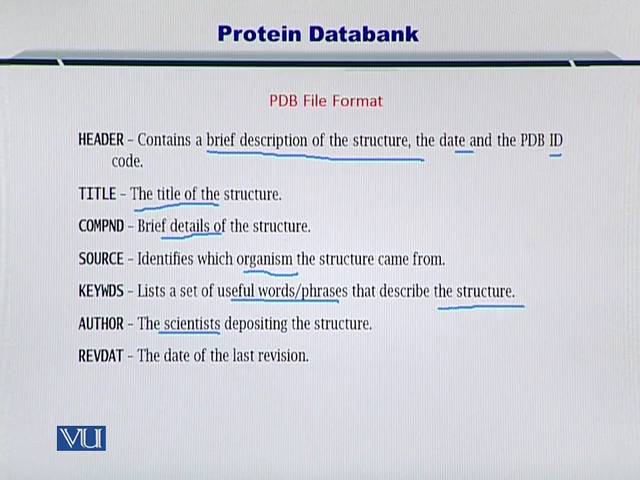 Protein Databank
PDB File Format
HEADER – Contains a brief description of the structure, the date and the PDB ID
code.
TITLE – The title of the structure.
COMPND – Brief details of the structure.
SOURCE – Identifies which organism the structure came from.
KEYWDS – Lists a set of useful words/phrases that describe the structure.
AUTHOR – The scientists depositing the structure.
REVDAT – The date of the last revision.
VU